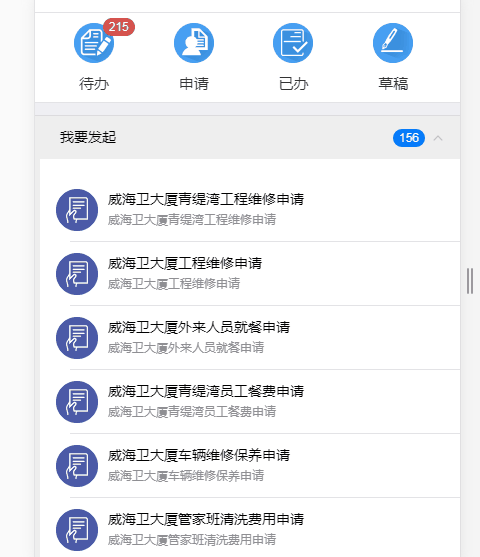 215
待办 申请 已办 草稿
我要发起 156
威海卫大厦青缇湾工程维修申请
威海卫大厦青缇湾工程维修申请
威海卫大厦工程维修申请
威海卫大厦工程维修申请
威海卫大厦外来人员就餐申请
威海卫大厦外来人员就餐申请
威海卫大厦青缇湾员工餐费申请
威海卫大厦青缇湾员工餐费申请
威海卫大厦车辆维修保养申请
威海卫大厦车辆维修保养申请
威海卫大厦管家班清洗费用申请
威海卫大厦管家班清洗费用申请